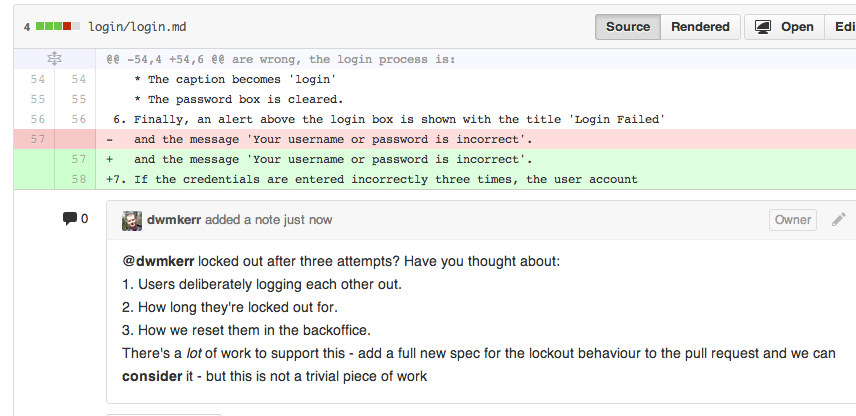 4 login/login.md Source Rendered Open Edi
@@ -54,4 +54,6 @@ are wrong, the login process is:
54 54 * The caption becomes 'login'
55 55 * The password box is cleared.
56 56 6. Finally, an alert above the login box is shown with the title 'Login Failed'
57 - and the message 'Your username or password is incorrect'.
57 + and the message 'Your username or password is incorrect'.
58 +7. If the credentials are entered incorrectly three times, the user account
0 dwmkerr added a note just now Owner
@dwmkerr locked out after three attempts? Have you thought about:
1. Users deliberately logging each other out.
2. How long they're locked out for.
3. How we reset them in the backoffice.
There's a lot of work to support this - add a full new spec for the lockout behaviour to the pull request and we can
consider it - but this is not a trivial piece of work